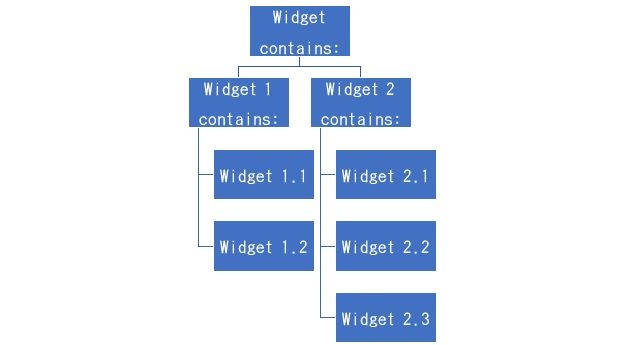 Widget
contains:
Widget 1
contains:
Widget 2
contains:
Widget 1.1
Widget 2.1
Widget 1.2
Widget 2.2
Widget 2.3